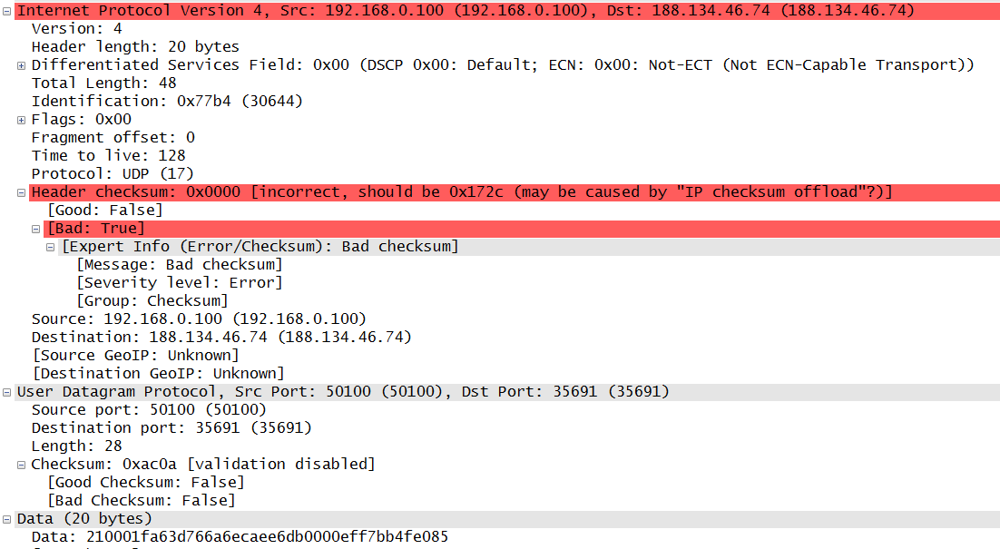 Internet Protocol Version 4, Src: 192.168.0.100 (192.168.0.100), Dst: 188.134.46.74 (188.134.46.74)
Version: 4
Header length: 20 bytes
Differentiated Services Field: 0x00 (DSCP 0x00: Default; ECN: 0x00: Not-ECT (Not ECN-Capable Transport))
Total Length: 48
Identification: 0x77b4 (30644)
Flags: 0x00
Fragment offset: 0
Time to live: 128
Protocol: UDP (17)
Header checksum: 0x0000 [incorrect, should be 0x172c (may be caused by "IP checksum offload"?)]
[Good: False]
[Bad: True]
[Expert Info (Error/Checksum): Bad checksum]
[Message: Bad checksum]
[Severity level: Error]
[Group: Checksum]
Source: 192.168.0.100 (192.168.0.100)
Destination: 188.134.46.74 (188.134.46.74)
[Source GeoIP: Unknown]
[Destination GeoIP: Unknown]
User Datagram Protocol, Src Port: 50100 (50100), Dst Port: 35691 (35691)
Source port: 50100 (50100)
Destination port: 35691 (35691)
Length: 28
Checksum: 0xac0a [validation disabled]
[Good Checksum: False]
[Bad Checksum: False]
Data (20 bytes)
Data: 210001fa63d766a6ecaee6db0000eff7bb4fe085